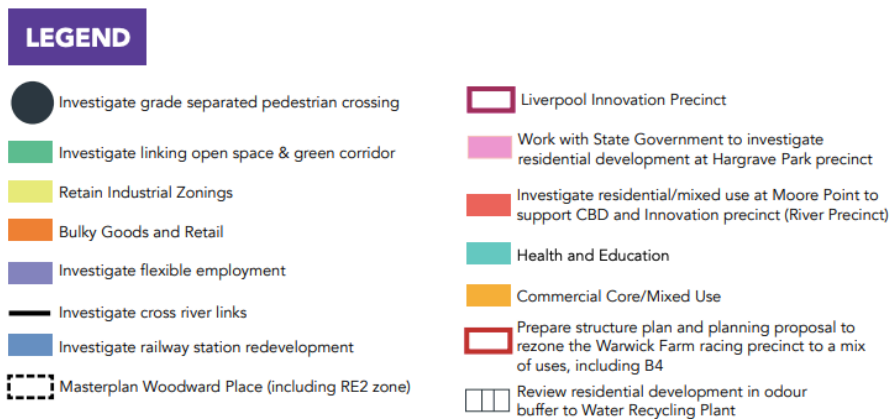 LEGEND
Investigate grade separated pedestrian crossing
Investigate linking open space & green corridor
Retain Industrial Zonings
Bulky Goods and Retail
Investigate flexible employment
Investigate cross river links
Investigate railway station redevelopment
Masterplan Woodward Place (including RE2 zone)
Liverpool Innovation Precinct
Work with State Government to investigate
residential development at Hargrave Park precinct
Investigate residential/mixed use at Moore Point to
support CBD and Innovation precinct (River Precinct)
Health and Education
Commercial Core/Mixed Use
Prepare structure plan and planning proposal to
rezone the Warwick Farm racing precinct to a mix
of uses, including B4
Review residential development in odour
buffer to Water Recycling Plant